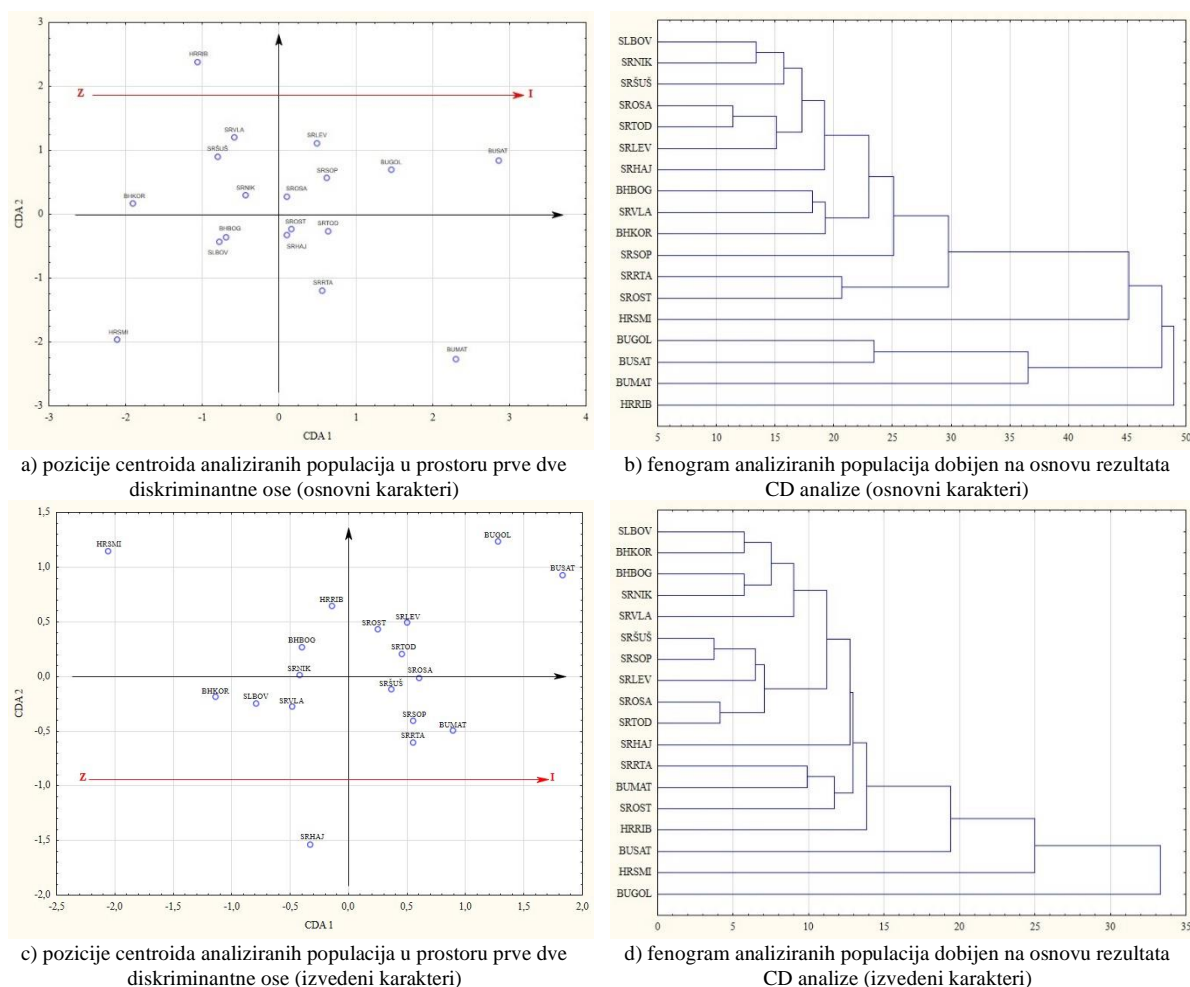 3
2
1
0
-1
-2
-3
-3
-2
-1
0
1
2
3
4
CDA 2
CDA 1
Z
I
HRRIB
SRVLA
SRŠUŠ
SRLEV
SRSOP
BUGOL
BUSAT
SRNIK
SROSA
BHKOR
SROST
SRTOD
BHBOG
SLBOV
SRHAJ
SRRTA
HRSMI
BUMAT
SLBOV
SRNIK
SRŠUŠ
SROSA
SRTOD
SRLEV
SRHAJ
BHBOG
SRVLA
BHKOR
SRSOP
SRRTA
SROST
HRSMI
BUGOL
BUSAT
BUMAT
HRRIB
5
10
15
20
25
30
35
40
45
50
a) pozicije centroida analiziranih populacija u prostoru prve dve
diskriminantne ose (osnovni karakteri)
b) fenogram analiziranih populacija dobijen na osnovu rezultata
CD analize (osnovni karakteri)
1,5
1,0
0,5
0,0
-0,5
-1,0
-1,5
-2,0
-2,5
-2,0
-1,5
-1,0
-0,5
0,0
0,5
1,0
1,5
2,0
CDA 2
CDA 1
Z
I
HRSMI
BUGOL
BUSAT
HRRIB
SROST
SRLEV
BHBOG
SRTOD
SRNIK
SROSA
BHKOR
SLBOV
SRVLA
SRŠUŠ
SRSOP
BUMAT
SRRTA
SRHAJ
SLBOV
BHKOR
BHBOG
SRNIK
SRVLA
SRŠUŠ
SRSOP
SRLEV
SROSA
SRTOD
SRHAJ
SRRTA
BUMAT
SROST
HRRIB
BUSAT
HRSMI
BUGOL
0
5
10
15
20
25
30
35
c) pozicije centroida analiziranih populacija u prostoru prve dve
diskriminantne ose (izvedeni karakteri)
d) fenogram analiziranih populacija dobijen na osnovu rezultata
CD analize (izvedeni karakteri)